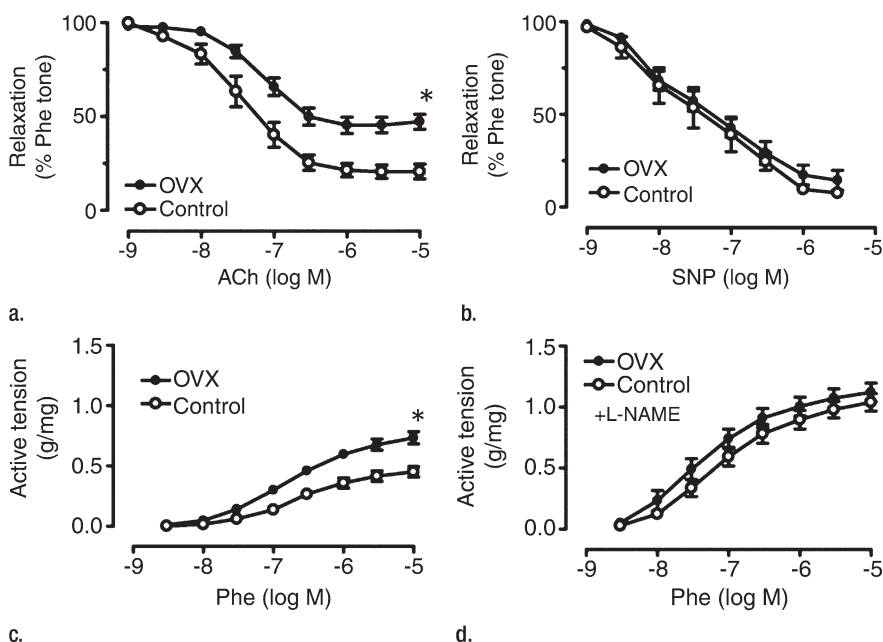 100
50
0
Relaxation
(% Phe tone)
*
OVX
Control
-9 -8 -7 -6 -5
ACh (log M)
a.
100
50
0
Relaxation
(% Phe tone)
OVX
Control
-9 -8 -7 -6 -5
SNP (log M)
b.
1.5
1.0
0.5
0.0
Active tension
(g/mg)
OVX
Control
*
-9 -8 -7 -6 -5
Phe (log M)
c.
1.5
1.0
0.5
0.0
Active tension
(g/mg)
OVX
Control
+L-NAME
-9 -8 -7 -6 -5
Phe (log M)
d.